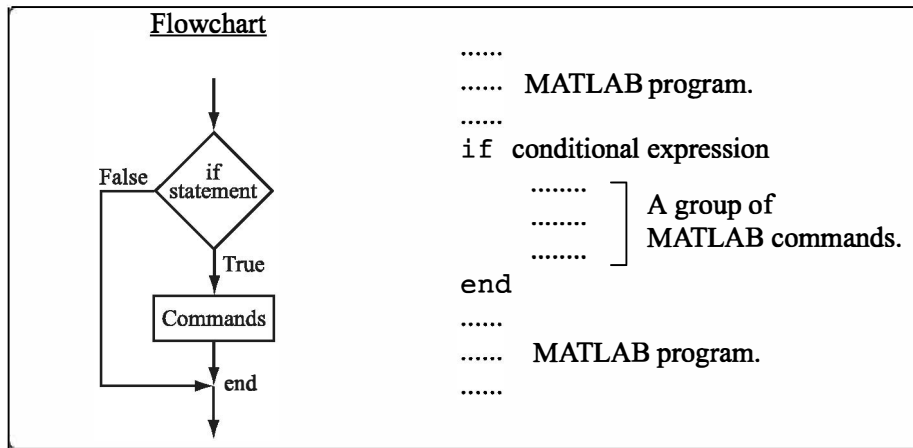 Flowchart
if
statement
False
True
Commands
end
......
...... MATLAB program.
......
if conditional expression
........
........
........
A group of
MATLAB commands.
end
......
...... MATLAB program.
......